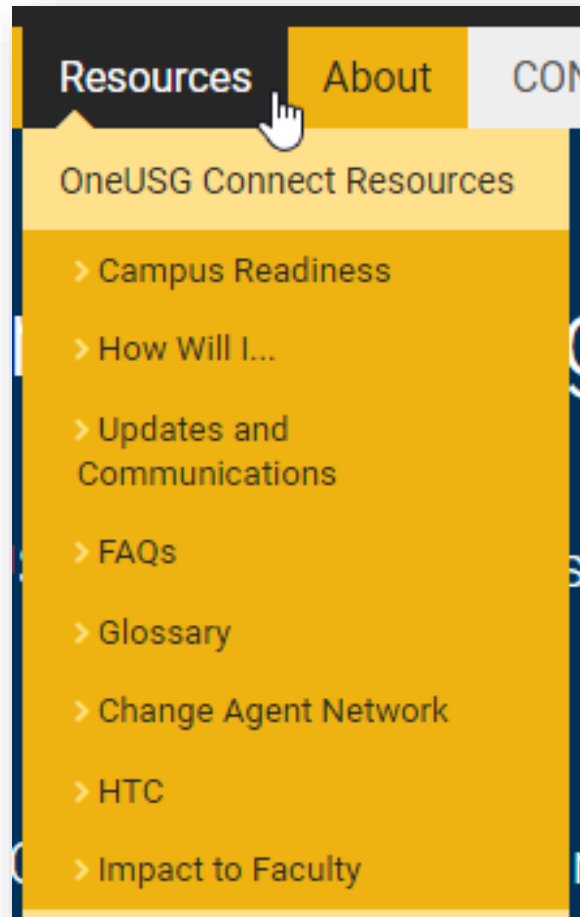 Resources About
OneUSG Connect Resources
Campus Readiness
How Will I...
Updates and
Communications
FAQs
Glossary
Change Agent Network
HTC
Impact to Faculty